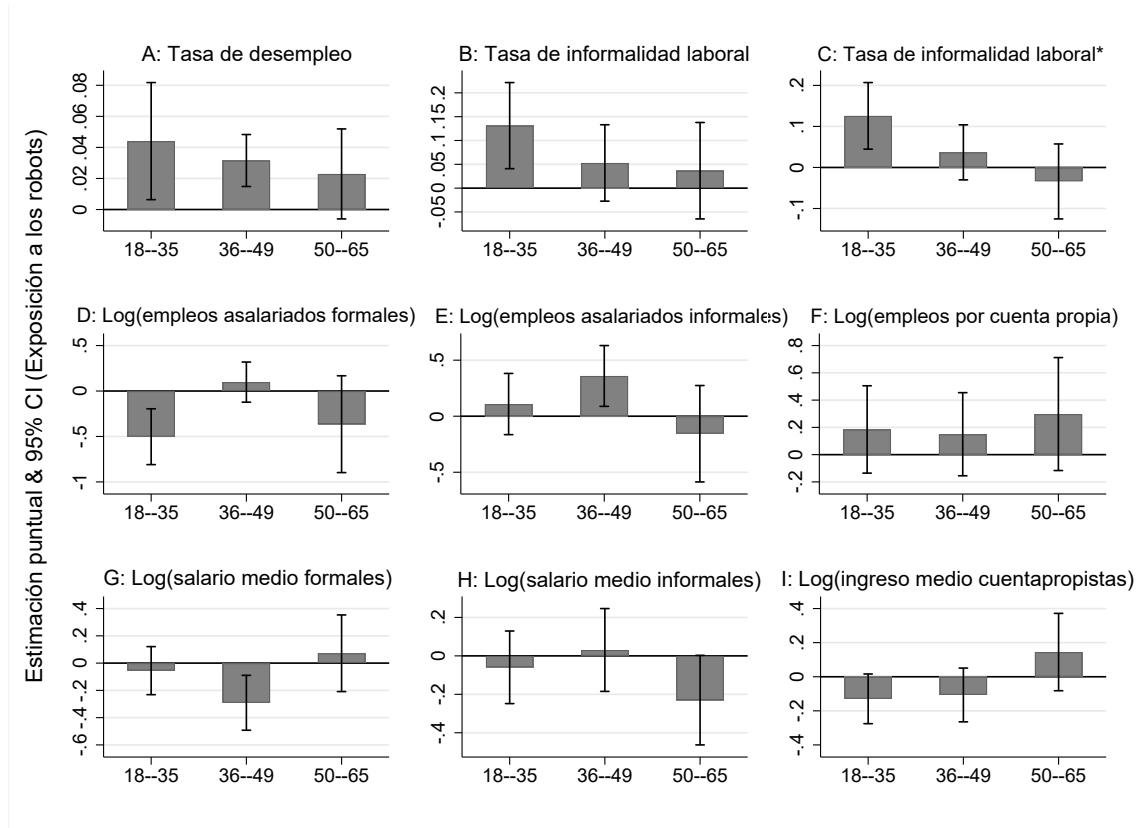 Estimación puntual & 95% CI (Exposición a los robots)
A: Tasa de desempleo
0 .02 .04 .06 .08
18--35 36--49 50--65
B: Tasa de informalidad laboral
-.05 0 .05 .1 .15 .2
18--35 36--49 50--65
C: Tasa de informalidad laboral*
-.1 0 .1 .2
18--35 36--49 50--65
D: Log(empleos asalariados formales)
-1 -.5 0 .5
18--35 36--49 50--65
E: Log(empleos asalariados informales)
-.5 0 .5
18--35 36--49 50--65
F: Log(empleos por cuenta propia)
-.2 0 .2 .4 .6 .8
18--35 36--49 50--65
G: Log(salario medio formales)
-.6 -.4 -.2 0 .2 .4
18--35 36--49 50--65
H: Log(salario medio informales)
-.4 -.2 0 .2
18--35 36--49 50--65
I: Log(ingreso medio cuentapropistas)
-.4 -.2 0 .2 .4
18--35 36--49 50--65